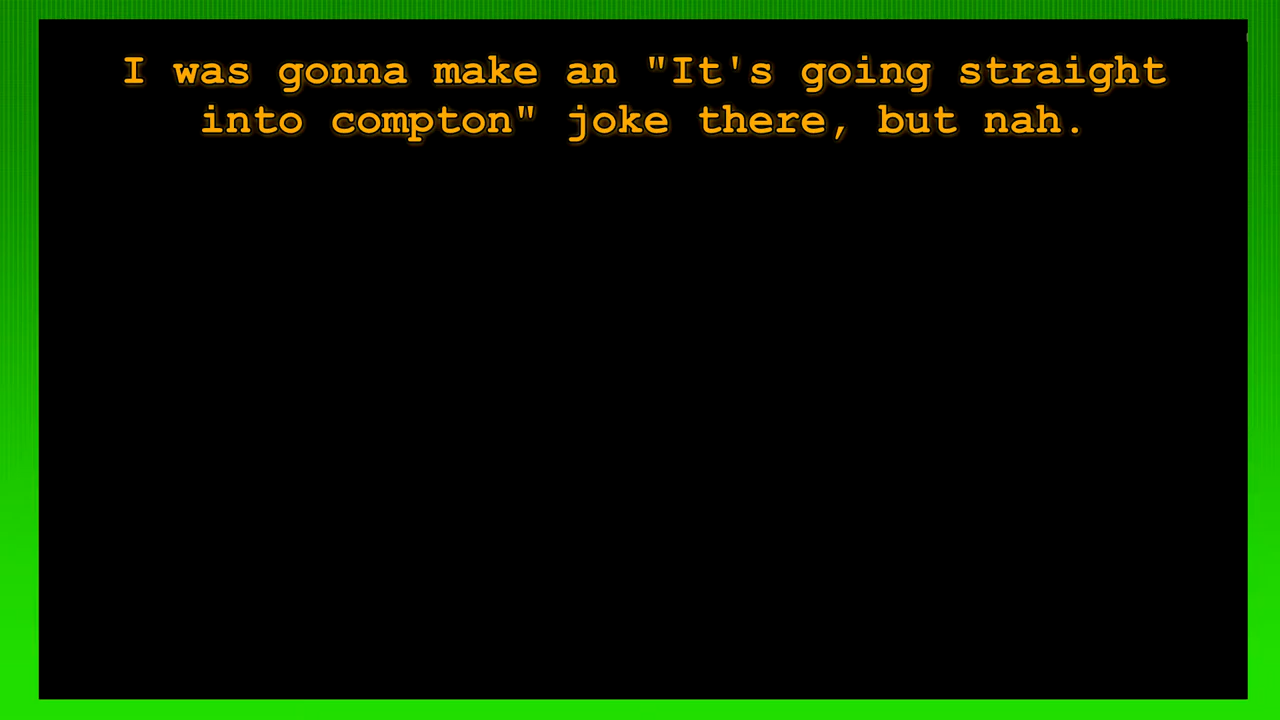 I was gonna make an "It's going straight
into compton" joke there, but nah.